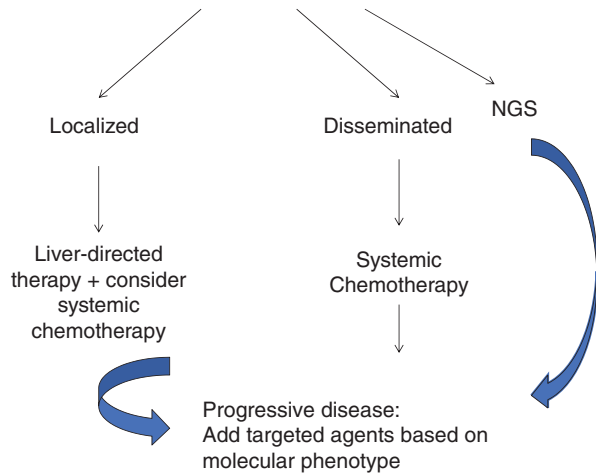 NGS
Localized
Disseminated
Liver-directed
therapy + consider
systemic
chemotherapy
Systemic
Chemotherapy
Progressive disease:
Add targeted agents based on
molecular phenotype